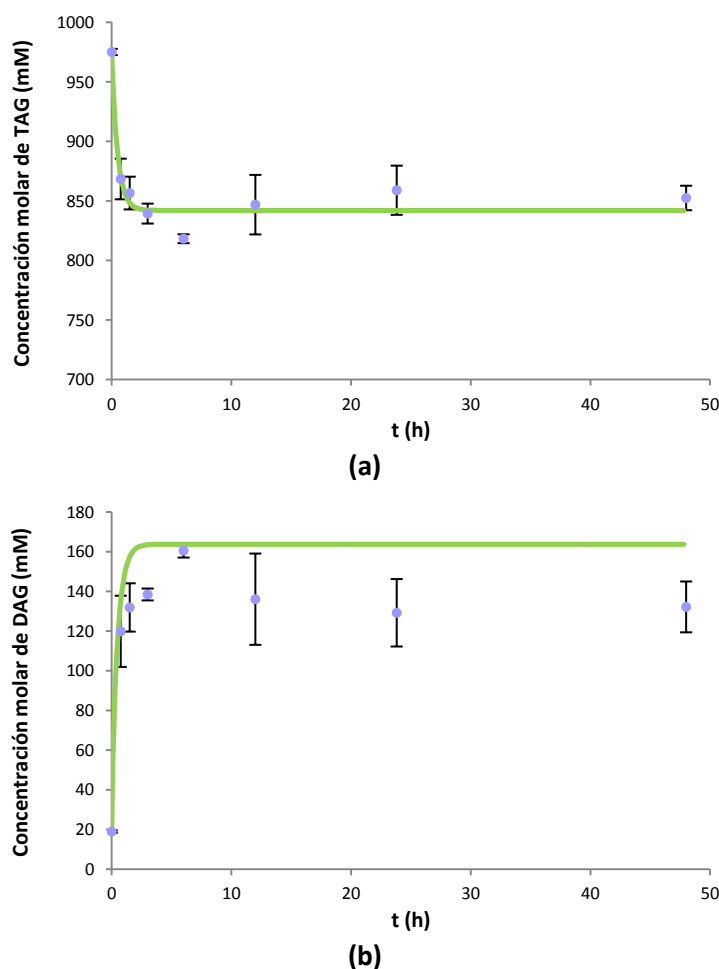 Concentración molar de TAG (mM)
1000
950
900
850
800
750
700
0 10 20 30 40 50
t (h)
(a)
Concentración molar de DAG (mM)
180
160
140
120
100
80
60
40
20
0
0 10 20 30 40 50
t (h)
(b)